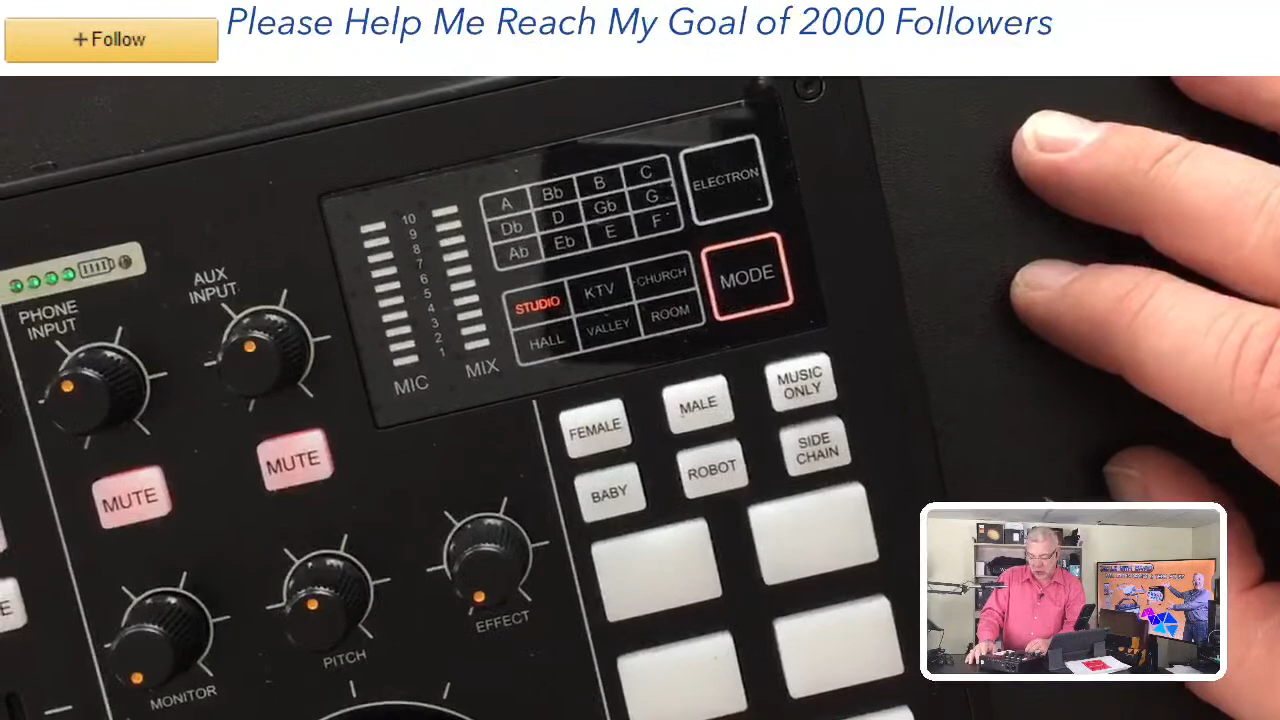 +Follow
Please Help Me Reach My Goal of 2000 Followers
PHONE
INPUT
AUX
INPUT
MUTE
MUTE
MONITOR
PITCH
EFFECT
10
9
8
7
6
5
4
3
2
1
MIC
MIX
A Bb B C
Db D Gb G
Ab Eb E F
ELECTRON
STUDIO KTV CHURCH
HALL VALLEY ROOM
MODE
FEMALE
MALE
MUSIC
ONLY
BABY
ROBOT
SIDE
CHAIN